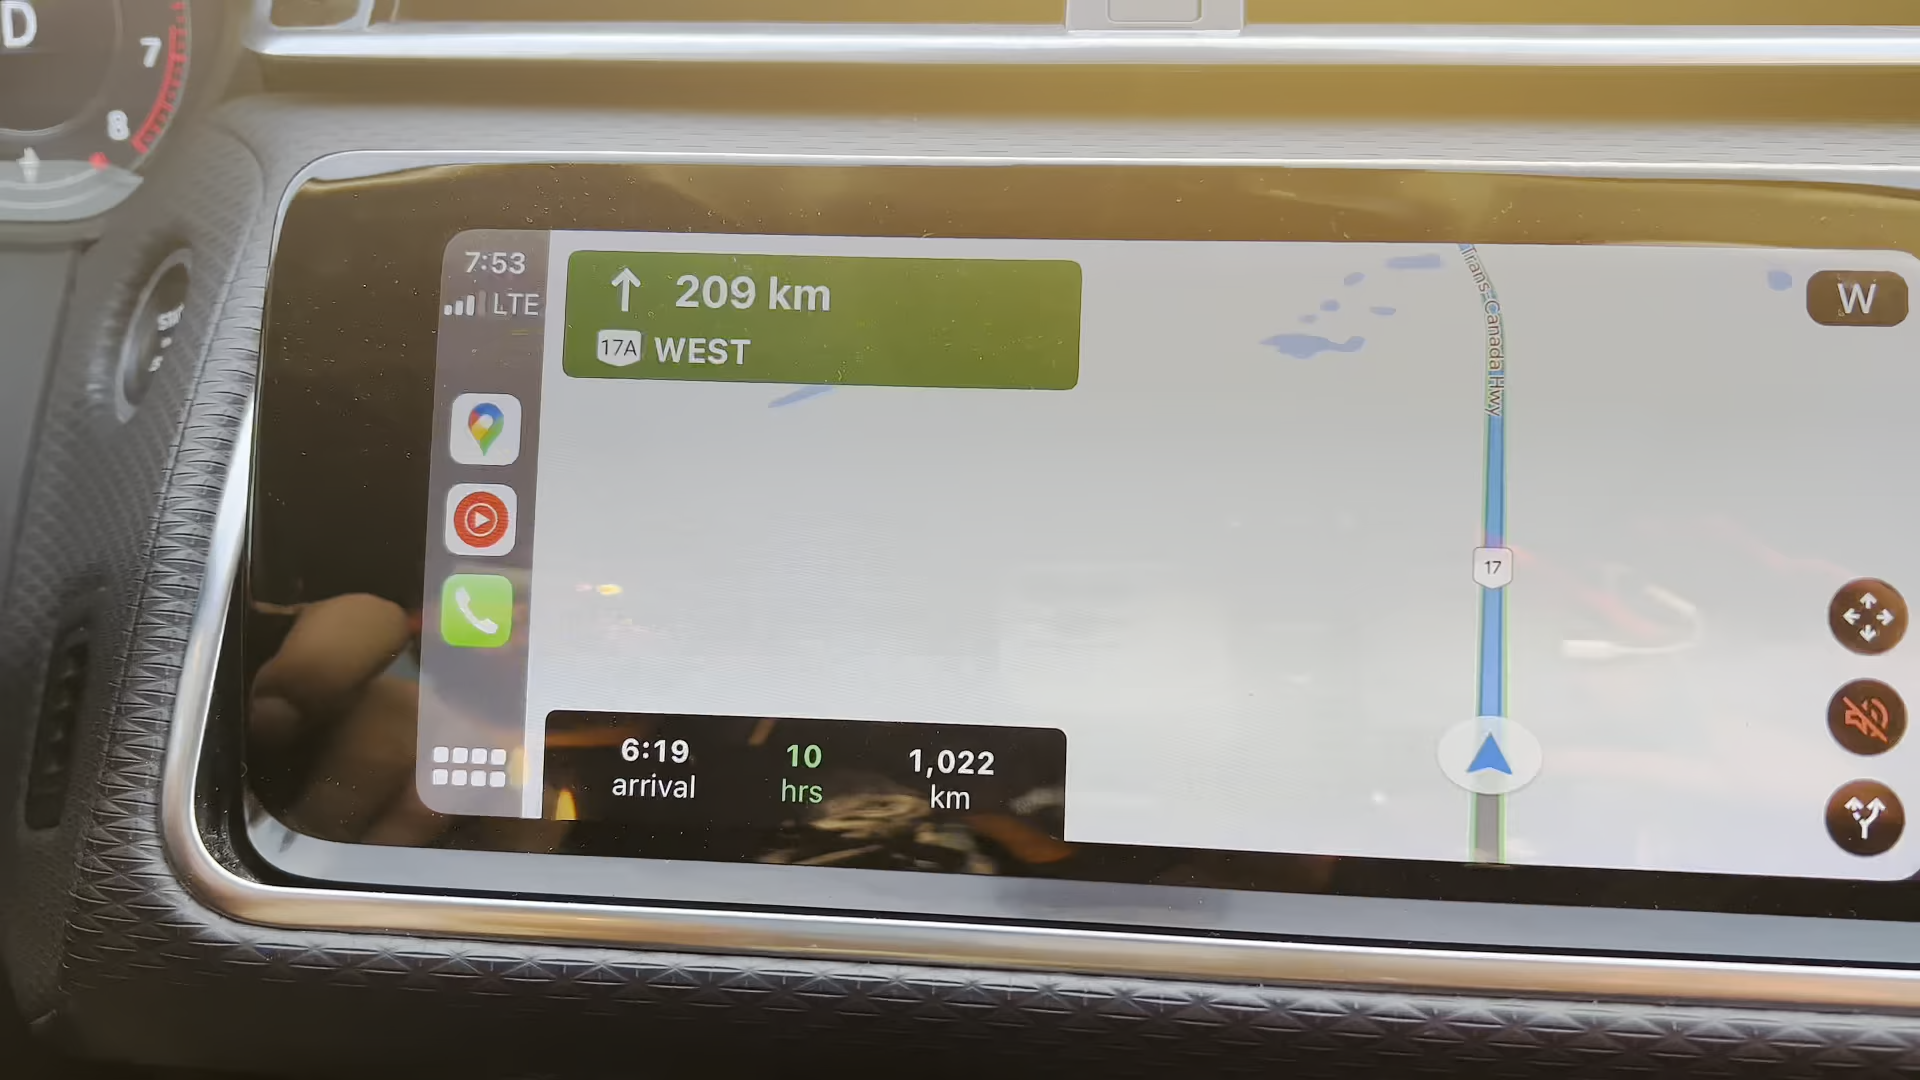 D
7
8
7:53
LTE
209 km
17A WEST
Trans-Canada Hwy
W
17
6:19
arrival
10
hrs
1,022
km